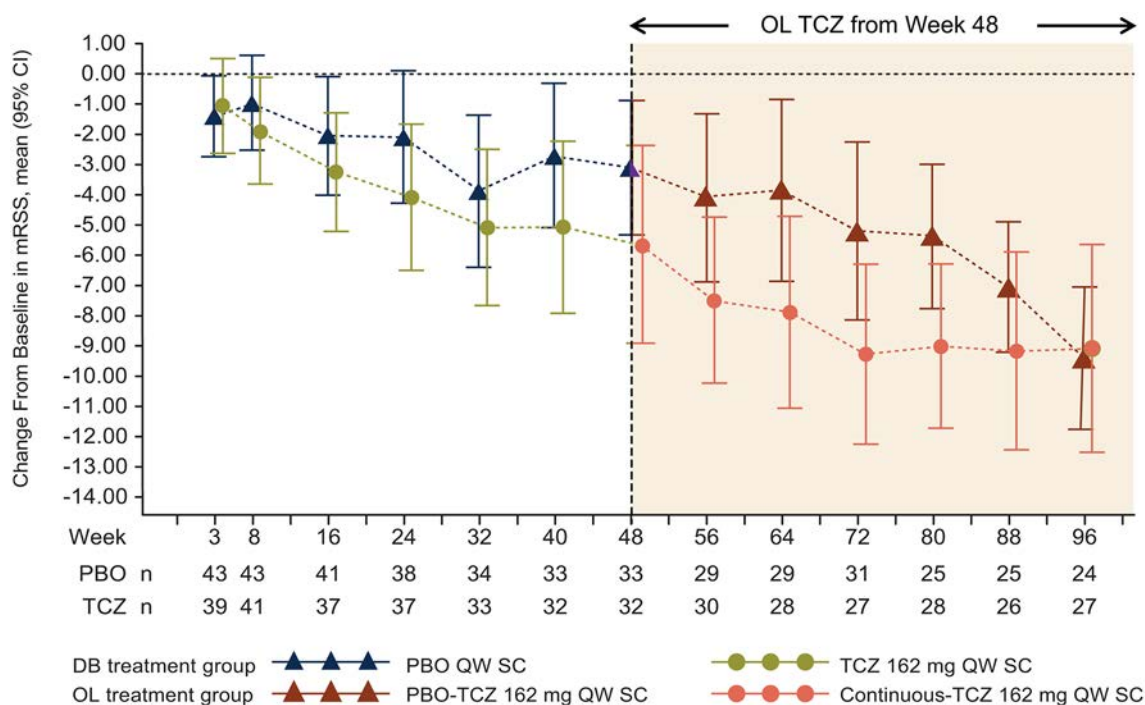 OL TCZ from Week 48
Change From Baseline in mRSS, mean (95% CI)
1.00
0.00
-1.00
-2.00
-3.00
-4.00
-5.00
-6.00
-7.00
-8.00
-9.00
-10.00
-11.00
-12.00
-13.00
-14.00
Week 3 8 16 24 32 40 48 56 64 72 80 88 96
PBO n 43 43 41 38 34 33 33 29 29 31 25 25 24
TCZ n 39 41 37 37 33 32 32 30 28 27 28 26 27
DB treatment group PBO QW SC TCZ 162 mg QW SC
OL treatment group PBO-TCZ 162 mg QW SC Continuous-TCZ 162 mg QW SC